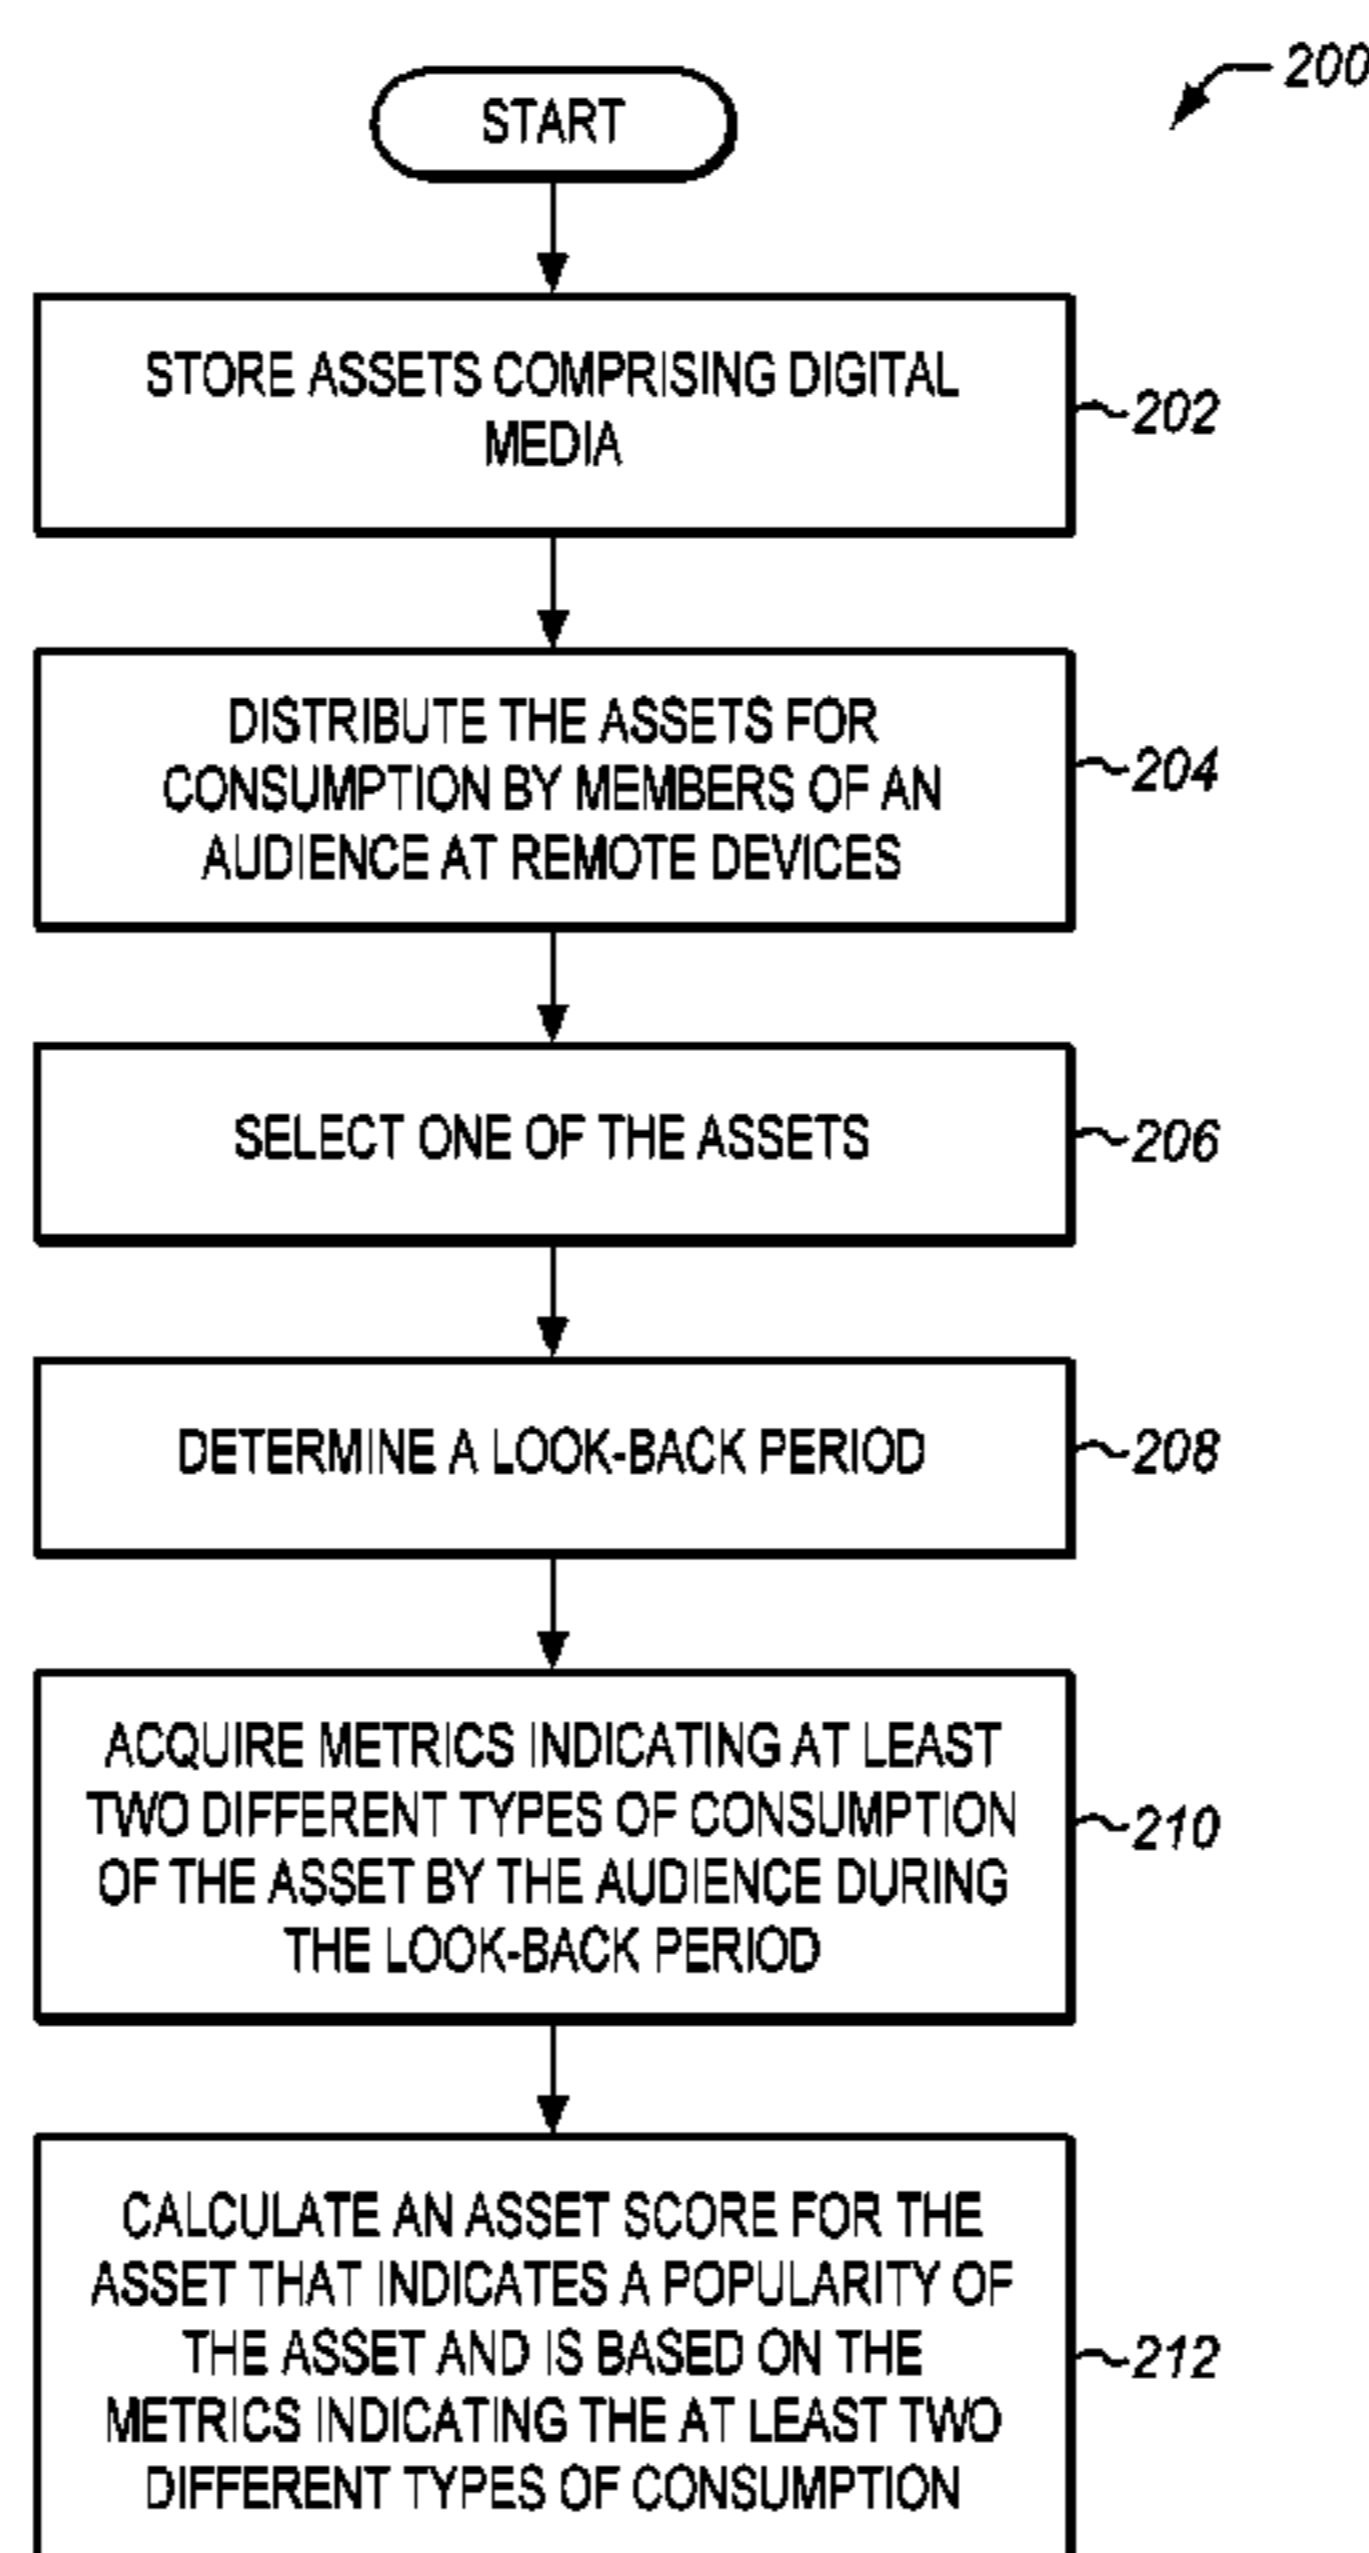 200
START
STORE ASSETS COMPRISING DIGITAL
MEDIA
202
DISTRIBUTE THE ASSETS FOR
CONSUMPTION BY MEMBERS OF AN
AUDIENCE AT REMOTE DEVICES
204
SELECT ONE OF THE ASSETS
206
DETERMINE A LOOK-BACK PERIOD
208
ACQUIRE METRICS INDICATING AT LEAST
TWO DIFFERENT TYPES OF CONSUMPTION
OF THE ASSET BY THE AUDIENCE DURING
THE LOOK-BACK PERIOD
210
CALCULATE AN ASSET SCORE FOR THE
ASSET THAT INDICATES A POPULARITY OF
THE ASSET AND IS BASED ON THE
METRICS INDICATING THE AT LEAST TWO
DIFFERENT TYPES OF CONSUMPTION
212